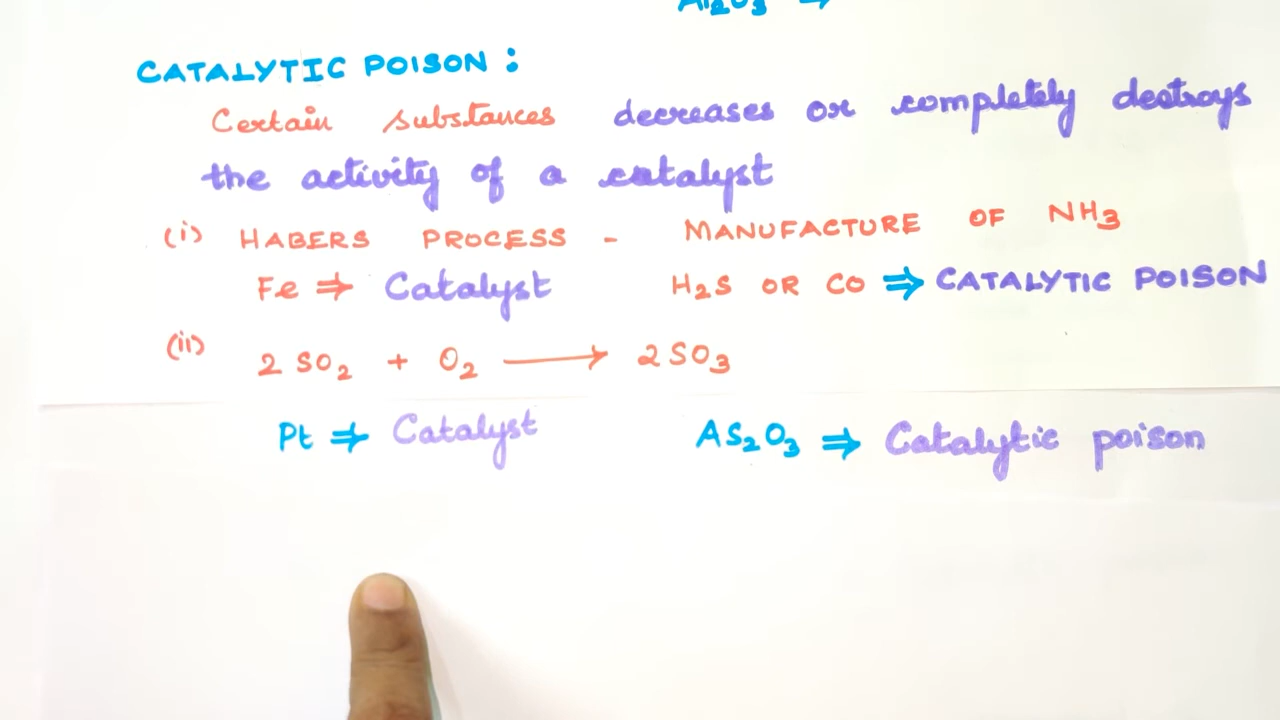 Al₂O₃ ⇒
CATALYTIC POISON :
Certain substances decreases or completely destroys
the activity of a catalyst
(i) HABERS PROCESS - MANUFACTURE OF NH₃
Fe ⇒ Catalyst H₂S OR CO ⇒ CATALYTIC POISON
(ii) 2 SO₂ + O₂ ⟶ 2 SO₃
Pt ⇒ Catalyst AS₂O₃ ⇒ Catalytic poison